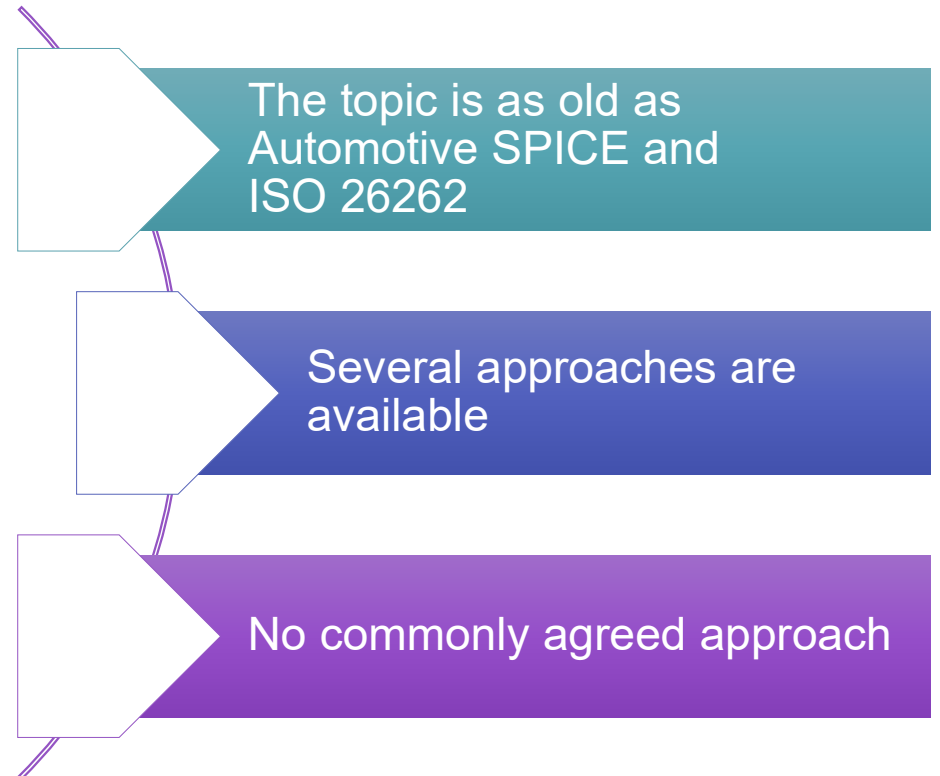 The topic is as old as
Automotive SPICE and
ISO 26262
Several approaches are
available
No commonly agreed approach